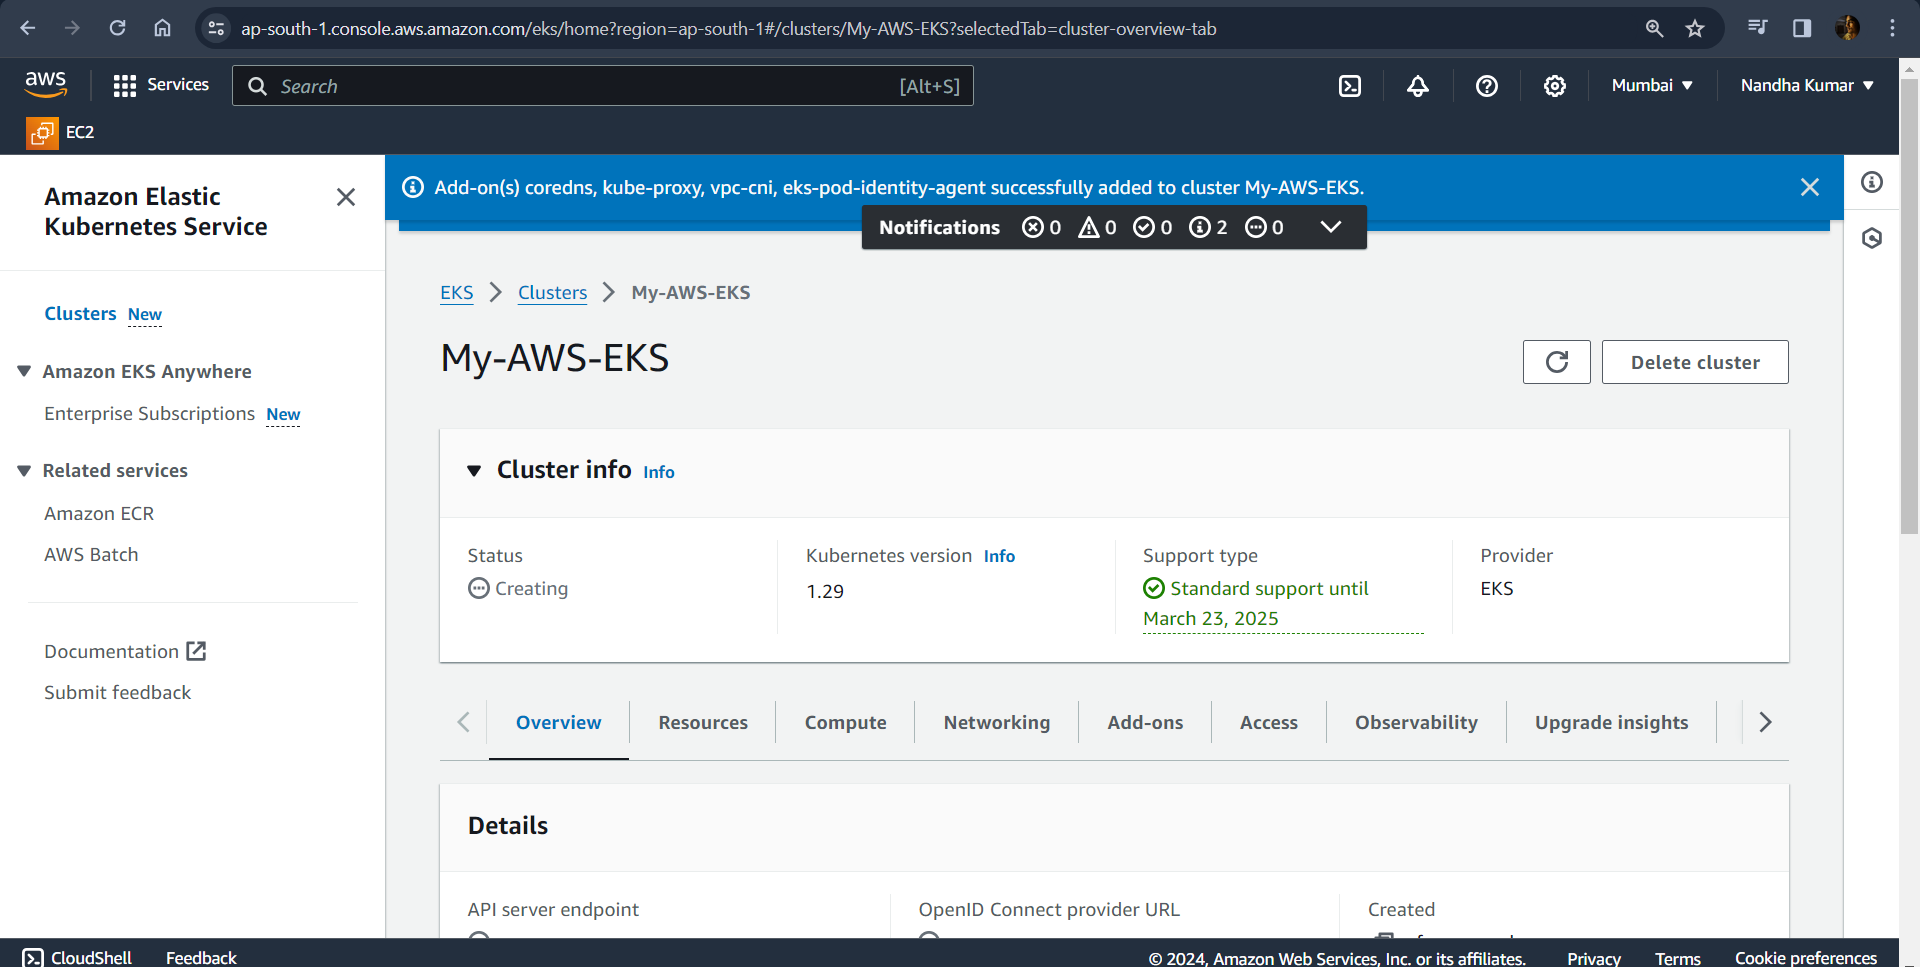 ap-south-1.console.aws.amazon.com/eks/home?region=ap-south-1#/clusters/My-AWS-EKS?selectedTab=cluster-overview-tab
aws
Services
Search
[Alt+S]
Mumbai
Nandha Kumar
EC2
Amazon Elastic
Kubernetes Service
Clusters New
Amazon EKS Anywhere
Enterprise Subscriptions New
Related services
Amazon ECR
AWS Batch
Documentation
Submit feedback
Add-on(s) coredns, kube-proxy, vpc-cni, eks-pod-identity-agent successfully added to cluster My-AWS-EKS.
Notifications 0 0 0 2 0
EKS Clusters My-AWS-EKS
My-AWS-EKS
Delete cluster
Cluster info Info
Status
Creating
Kubernetes version Info
1.29
Support type
Standard support until
March 23, 2025
Provider
EKS
Overview Resources Compute Networking Add-ons Access Observability Upgrade insights
Details
API server endpoint
OpenID Connect provider URL
Created
CloudShell Feedback
© 2024, Amazon Web Services, Inc. or its affiliates. Privacy Terms Cookie preferences